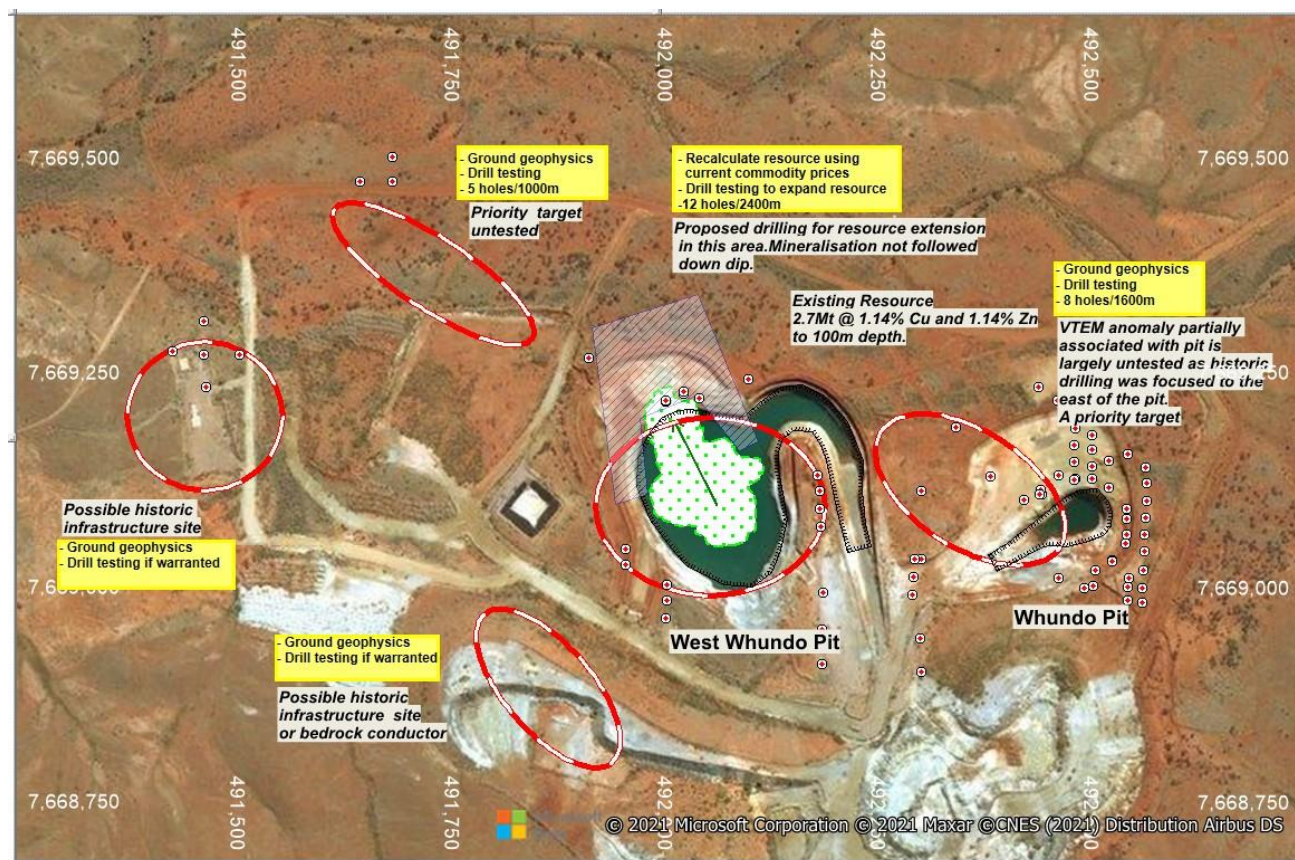 491,500
491,750
492,000
492,250
492,500
7,669,500
7,669,500
- Ground geophysics
- Drill testing
- 5 holes/1000m
Priority target
untested
- Recalculate resource using
current commodity prices
- Drill testing to expand resource
-12 holes/2400m
Proposed drilling for resource extension
in this area.Mineralisation not followed
down dip.
Existing Resource
2.7Mt @ 1.14% Cu and 1.14% Zn
to 100m depth.
- Ground geophysics
- Drill testing
- 8 holes/1600m
VTEM anomaly partially
associated with pit is
largely untested as historic
drilling was focused to the
east of the pit.
A priority target
7,669,250
Possible historic
infrastructure site
- Ground geophysics
- Drill testing if warranted
7,669,000
West Whundo Pit
Whundo Pit
- Ground geophysics
- Drill testing if warranted
Possible historic
infrastructure site
or bedrock conductor
7,668,750
7,668,750
491,500
491,750
© 2021 Microsoft Corporation © 2021 Maxar ©CNES (2021) Distribution Airbus DS